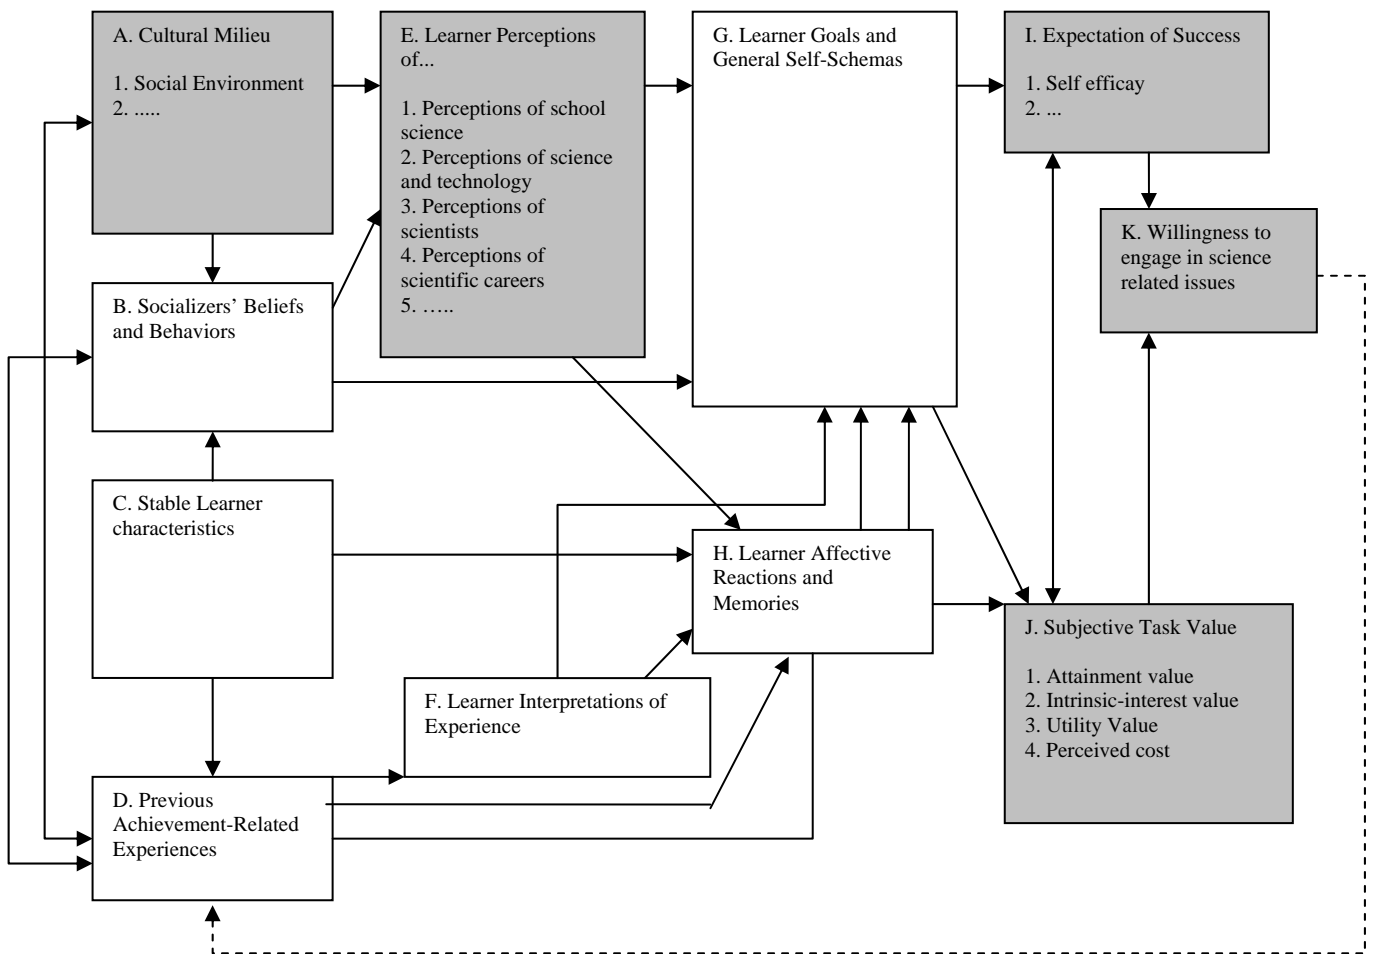 A. Cultural Milieu
1. Social Environment
2. .....
B. Socializers’ Beliefs
and Behaviors
C. Stable Learner
characteristics
D. Previous
Achievement-Related
Experiences
E. Learner Perceptions
of...
1. Perceptions of school
science
2. Perceptions of science
and technology
3. Perceptions of
scientists
4. Perceptions of
scientific careers
5. …..
F. Learner Interpretations of
Experience
G. Learner Goals and
General Self-Schemas
H. Learner Affective
Reactions and
Memories
I. Expectation of Success
1. Self efficay
2. ...
J. Subjective Task Value
1. Attainment value
2. Intrinsic-interest value
3. Utility Value
4. Perceived cost
K. Willingness to
engage in science
related issues